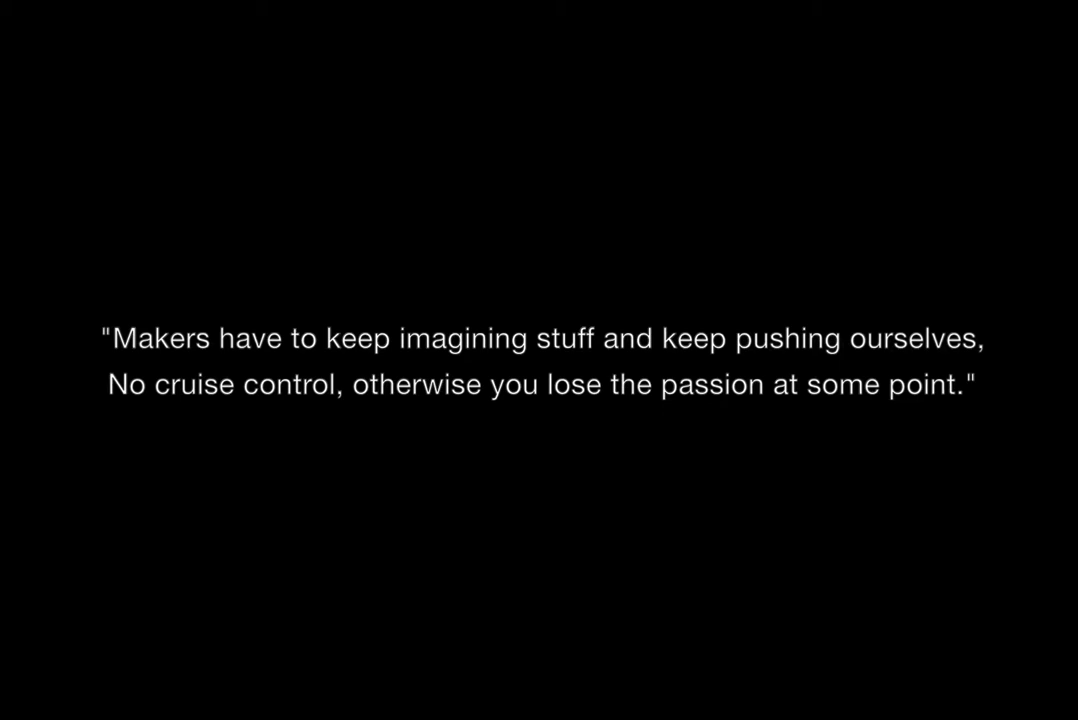 "Makers have to keep imagining stuff and keep pushing ourselves,
No cruise control, otherwise you lose the passion at some point."